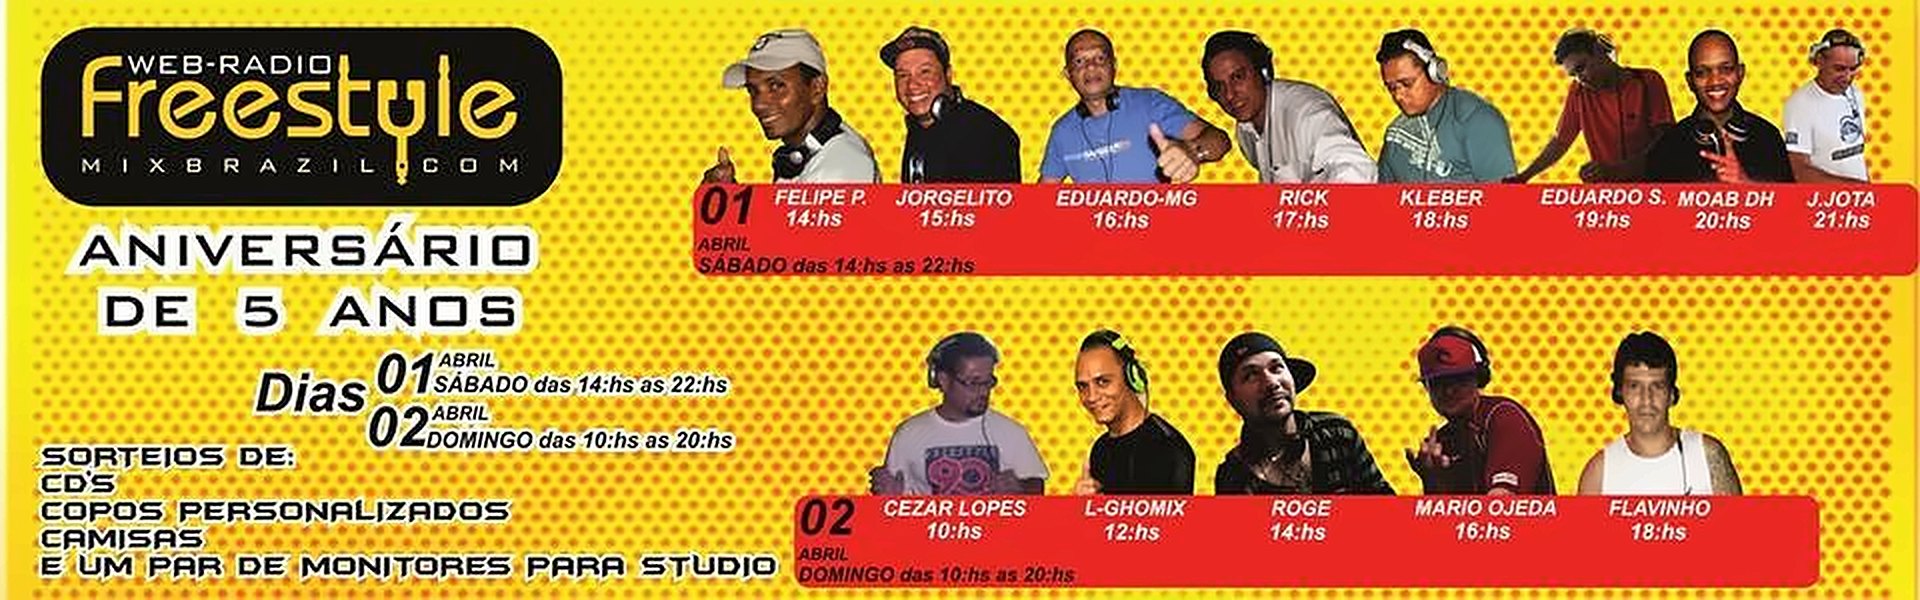 WEB-RADIO
Freestyle
MIXBRAZIL.COM
ANIVERSÁRIO
DE 5 ANOS
Dias 01 ABRIL
SÁBADO das 14:hs as 22:hs
02 ABRIL
DOMINGO das 10:hs as 20:hs
SORTEIOS DE:
CD'S
COPOS PERSONALIZADOS
CAMISAS
E UM PAR DE MONITORES PARA STUDIO
01
FELIPE P. JORGELITO EDUARDO-MG RICK KLEBER EDUARDO S. MOAB DH J.JOTA
14:hs 15:hs 16:hs 17:hs 18:hs 19:hs 20:hs 21:hs
ABRIL
SÁBADO das 14:hs as 22:hs
90
02
CEZAR LOPES L-GHOMIX ROGE MARIO OJEDA FLAVINHO
10:hs 12:hs 14:hs 16:hs 18:hs
ABRIL
DOMINGO das 10:hs as 20:hs